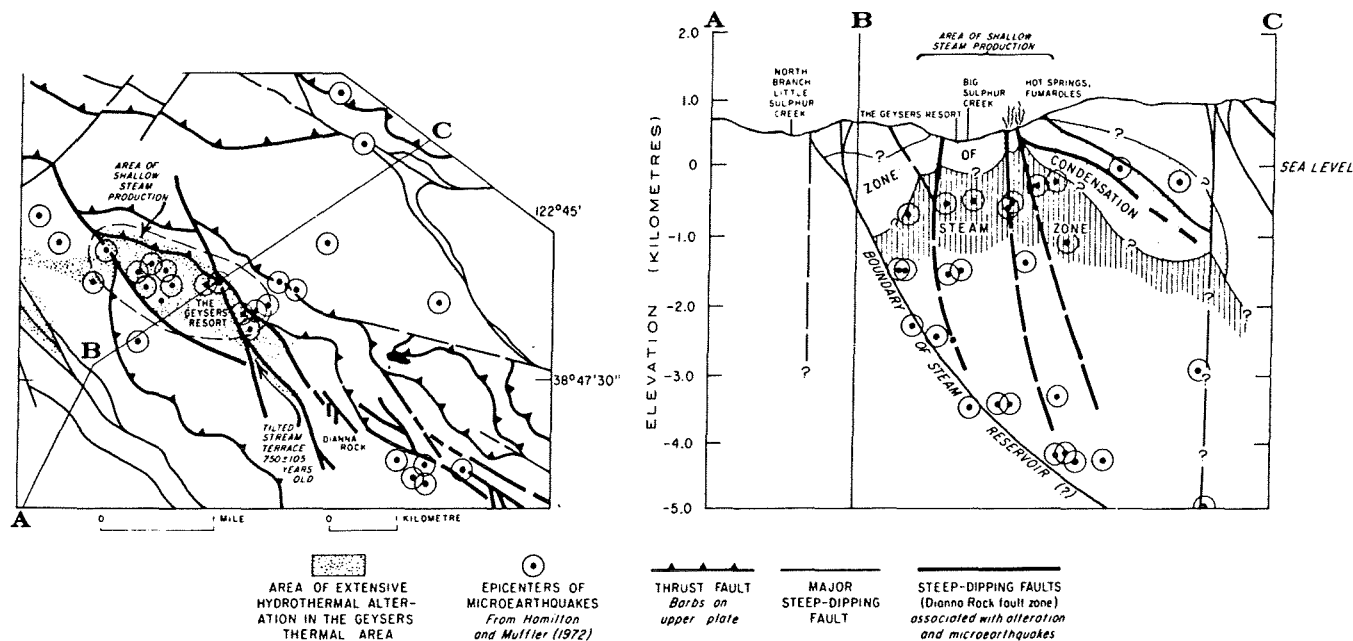 C
AREA OF
SHALLOW
STEAM
PRODUCTION
122°45'
THE
GEYSERS
RESORT
B
38°47'30"
TILTED
STREAM
TERRACE
750±105
YEARS
OLD
DIANNA
ROCK
A
0 1 MILE
0 1 KILOMETRE
A B C
2.0
1.0
0
-1.0
-2.0
-3.0
-4.0
-5.0
ELEVATION (KILOMETRES)
AREA OF SHALLOW
STEAM PRODUCTION
NORTH
BRANCH
LITTLE
SULPHUR
CREEK
THE GEYSERS RESORT
BIG
SULPHUR
CREEK
HOT SPRINGS,
FUMAROLES
SEA LEVEL
ZONE OF CONDENSATION
STEAM ZONE
BOUNDARY OF STEAM RESERVOIR (?)
?
?
?
?
?
?
?
?
?
?
?
?
?
AREA OF EXTENSIVE
HYDROTHERMAL ALTER-
ATION IN THE GEYSERS
THERMAL AREA
EPICENTERS OF
MICROEARTHQUAKES
From Hamilton
and Muffler (1972)
THRUST FAULT
Barbs on
upper plate
MAJOR
STEEP-DIPPING
FAULT
STEEP-DIPPING FAULTS
(Dianna Rock fault zone)
associated with alteration
and microearthquakes